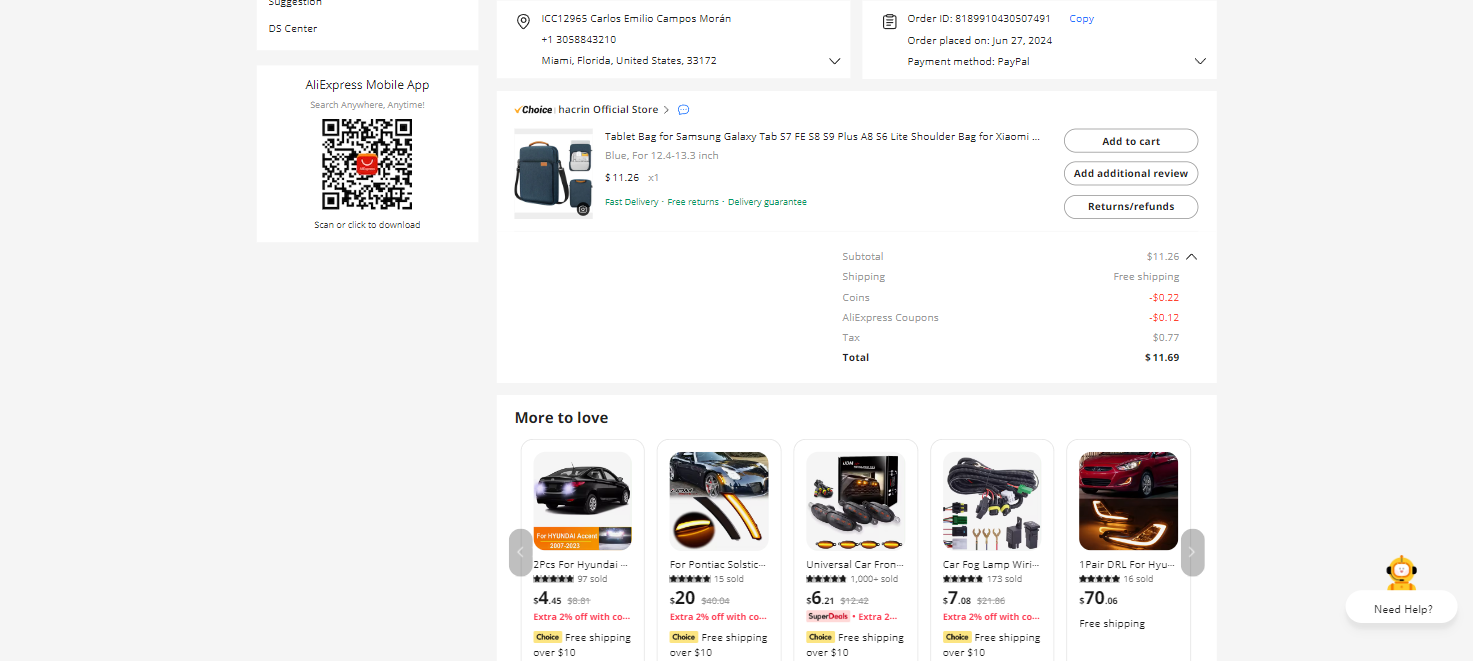 Suggestion
DS Center
AliExpress Mobile App
Search Anywhere, Anytime!
Scan or click to download
ICC12965 Carlos Emilio Campos Morán
+1 3058843210
Miami, Florida, United States, 33172
Order ID: 8189910430507491 Copy
Order placed on: Jun 27, 2024
Payment method: PayPal
Choice hacrin Official Store
Tablet Bag for Samsung Galaxy Tab S7 FE S8 S9 Plus A8 S6 Lite Shoulder Bag for Xiaomi ...
Blue, For 12.4-13.3 inch
$11.26 x1
Fast Delivery · Free returns · Delivery guarantee
Add to cart
Add additional review
Returns/refunds
Subtotal $11.26
Shipping Free shipping
Coins -$0.22
AliExpress Coupons -$0.12
Tax $0.77
Total $11.69
More to love
For HYUNDAI Accent
2007-2023
2Pcs For Hyundai ...
97 sold
$4.45 $8.81
Extra 2% off with co...
Choice Free shipping
over $10
For Pontiac Solstic...
15 sold
$20 $40.04
Extra 2% off with co...
Choice Free shipping
over $10
Universal Car Fron...
1,000+ sold
$6.21 $12.42
SuperDeals • Extra 2...
Choice Free shipping
over $10
Car Fog Lamp Wiri...
173 sold
$7.08 $21.86
Extra 2% off with co...
Choice Free shipping
over $10
1Pair DRL For Hyu...
16 sold
$70.06
Free shipping
Need Help?